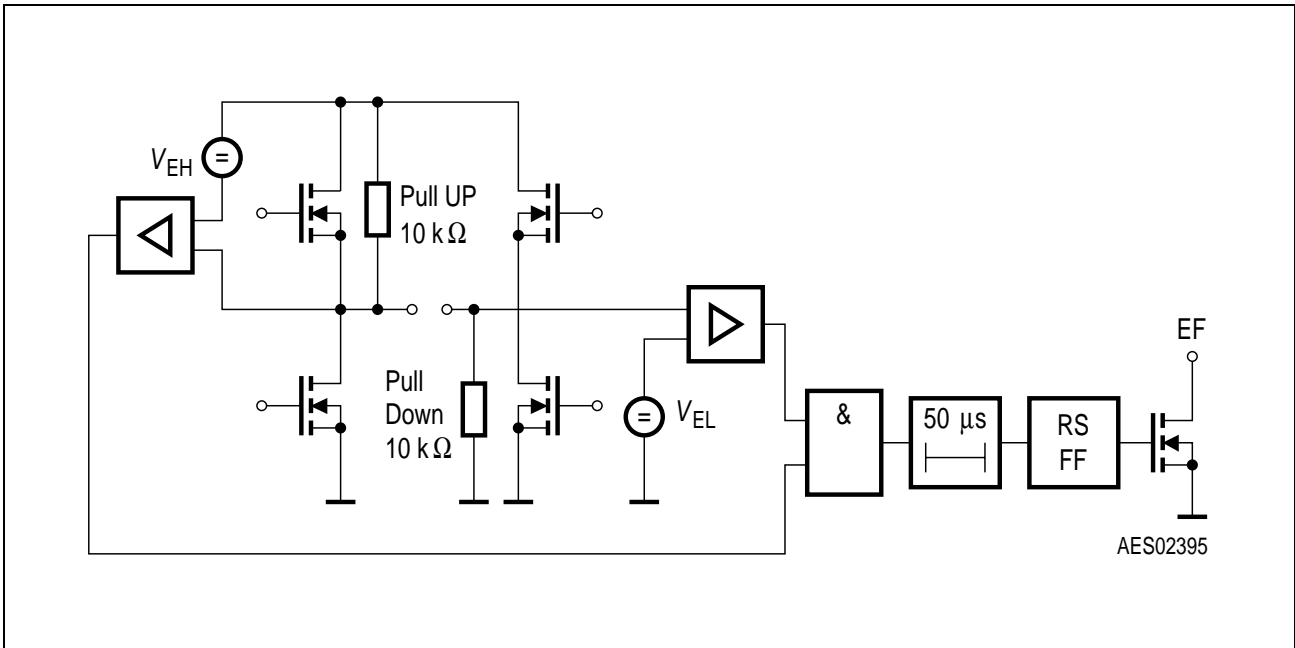 V_EH
=
Pull UP
10 kΩ
Pull
Down
10 kΩ
=
V_EL
&
50 µs
RS
FF
EF
AES02395